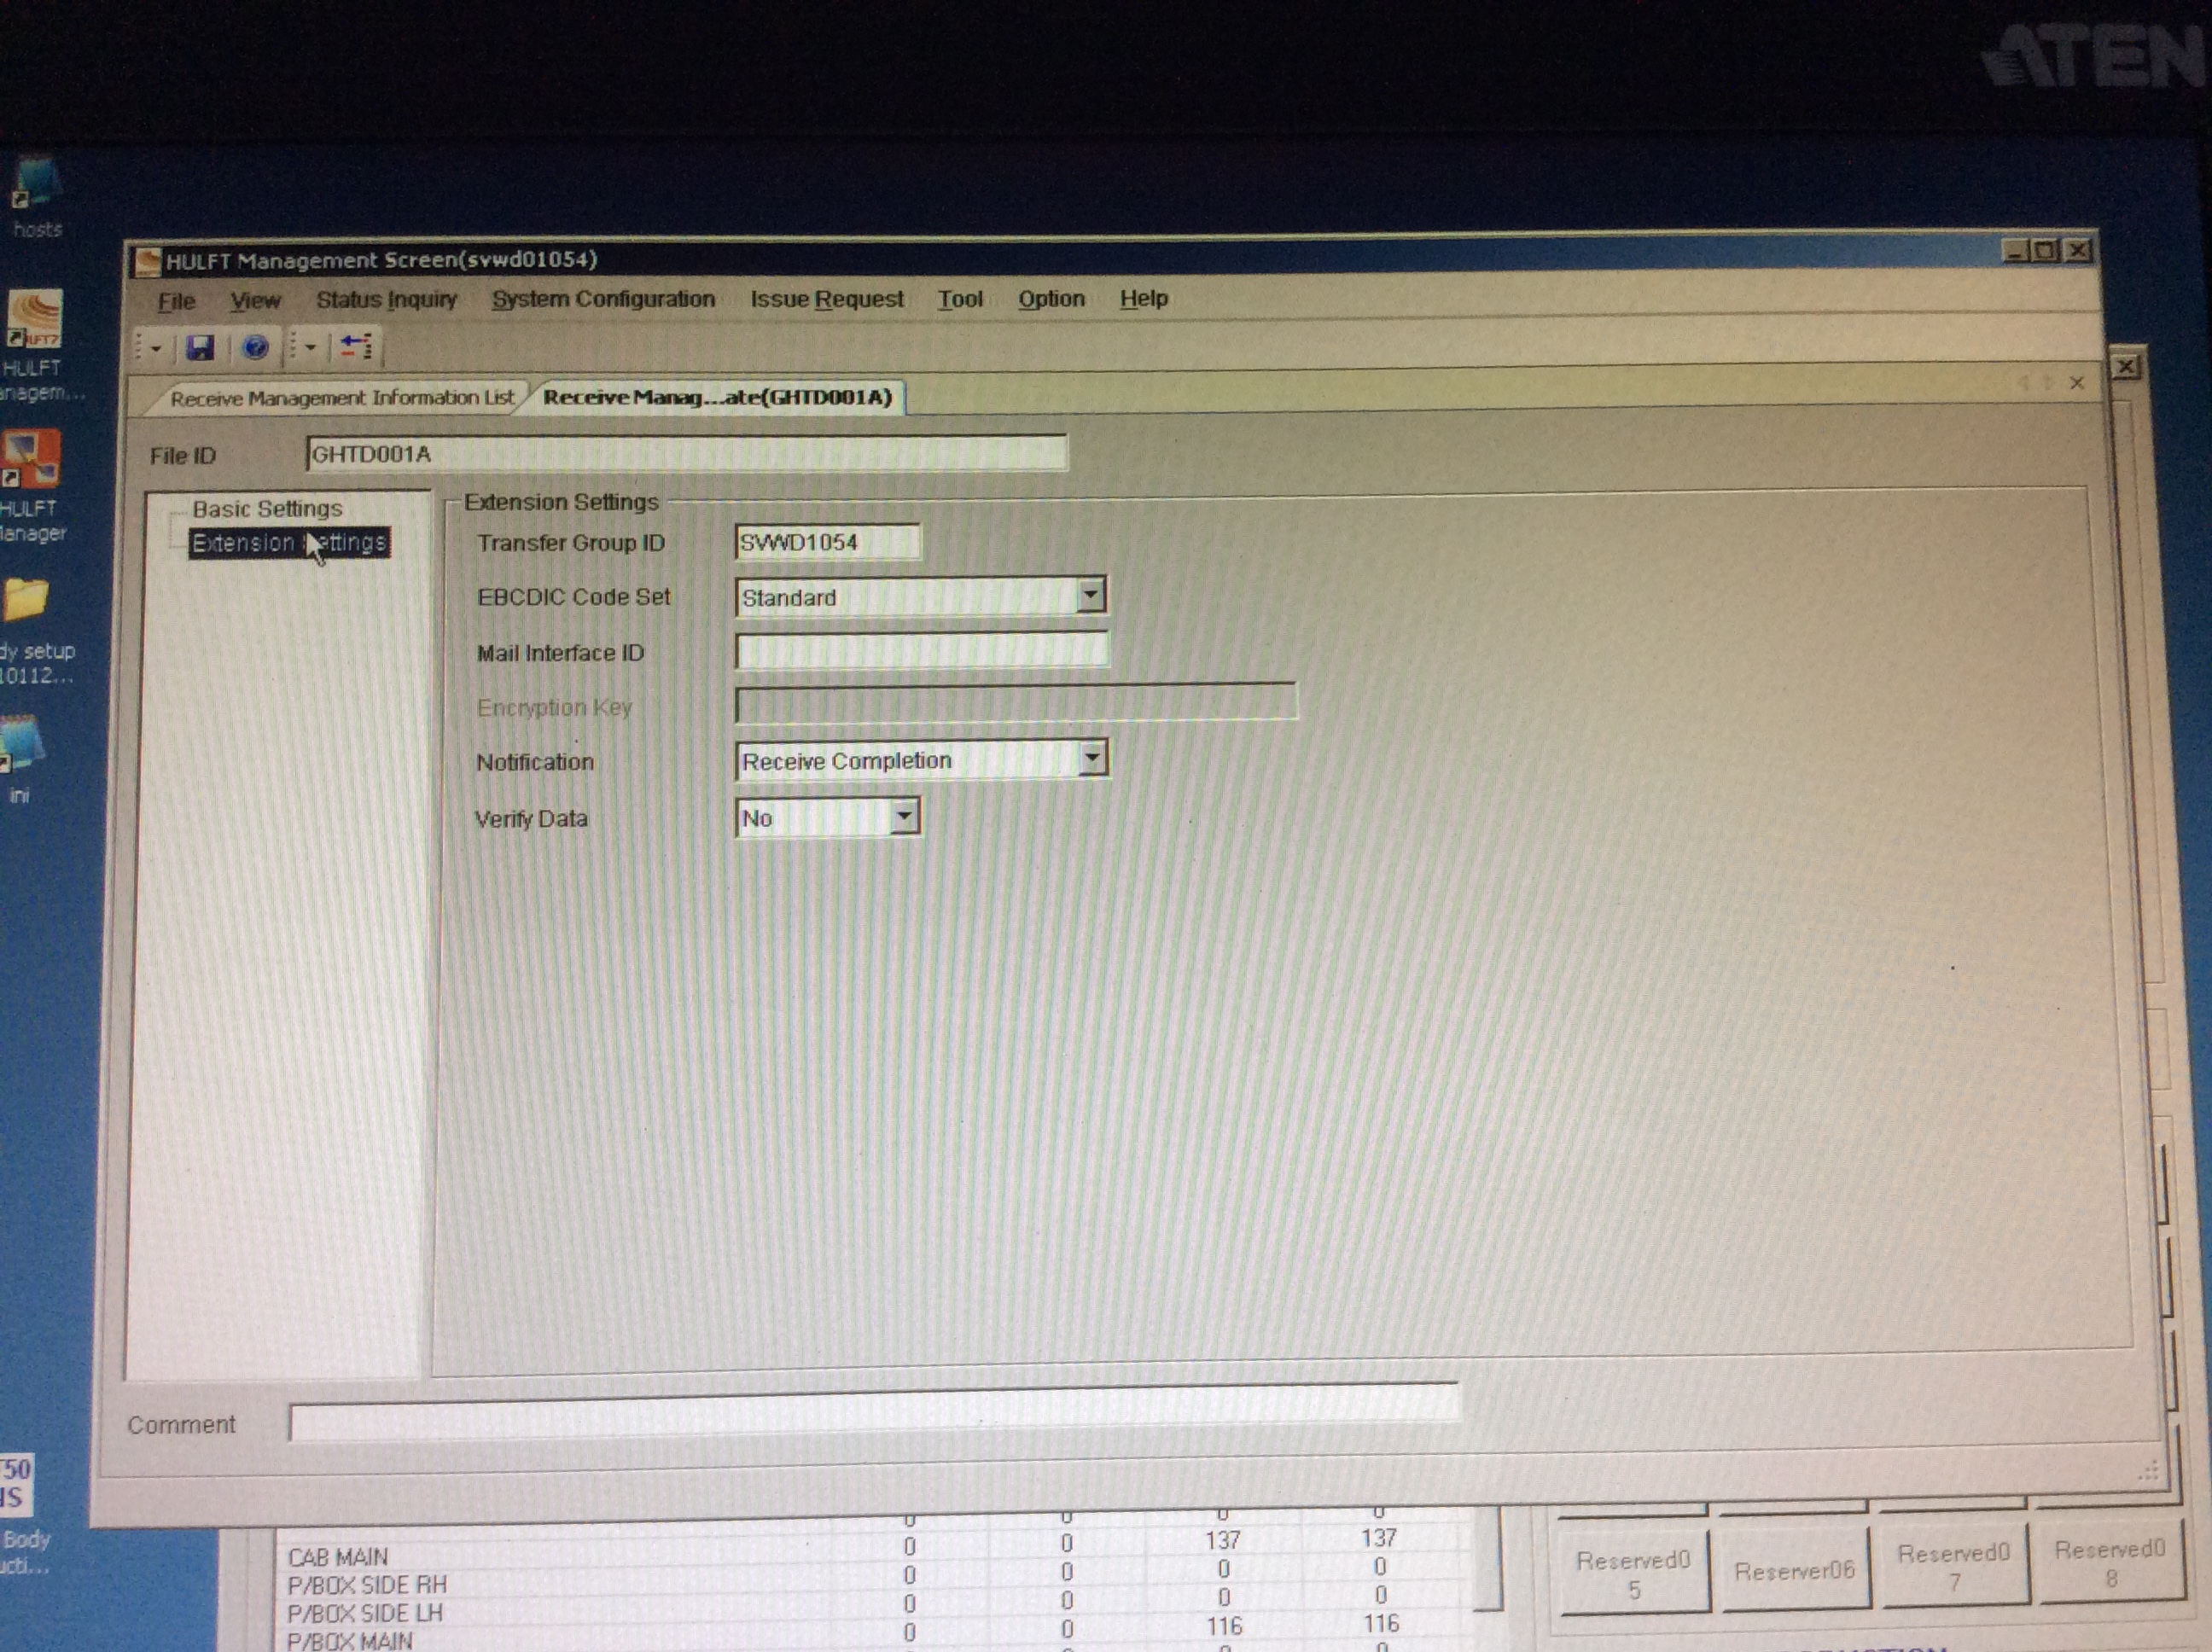 ATEN
hosts
HULFT Management Screen(svwd01054)
File View Status Inquiry System Configuration Issue Request Tool Option Help
HULFT
anagem...
Receive Management Information List
Receive Manag...ate(GHTD001A)
File ID
GHTD001A
Basic Settings
Extension Settings
Extension Settings
Transfer Group ID
SVWD1054
EBCDIC Code Set
Standard
Mail Interface ID
Encryption Key
Notification
Receive Completion
Verify Data
No
HULFT
anager
dy setup
10112...
ini
Comment
50
IS
Body
ucti...
CAB MAIN 0 0 137 137
P/BOX SIDE RH 0 0 0 0
P/BOX SIDE LH 0 0 0 0
P/BOX MAIN 0 0 116 116
Reserved0
5
Reserver06
Reserved0
7
Reserved0
8